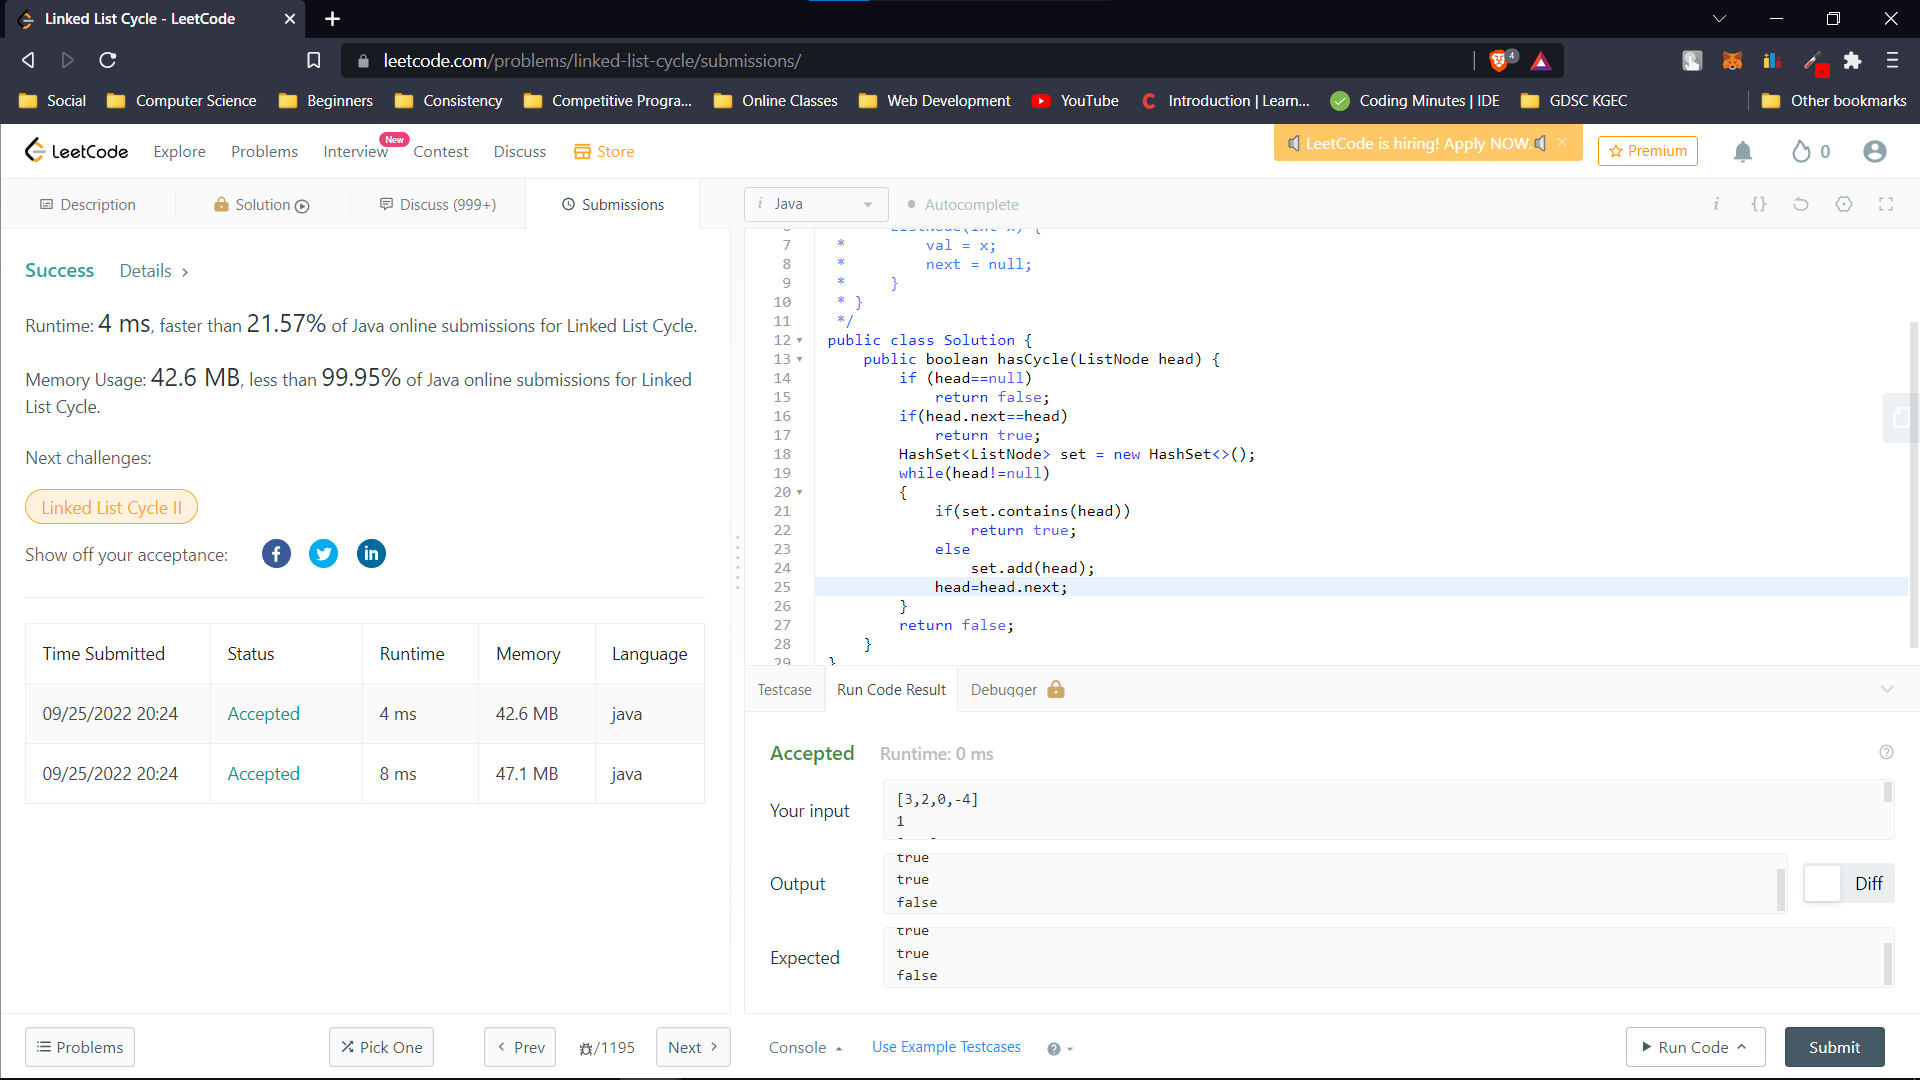 Linked List Cycle - LeetCode
leetcode.com/problems/linked-list-cycle/submissions/
4
Social Computer Science Beginners Consistency Competitive Progra... Online Classes Web Development YouTube Introduction | Learn... Coding Minutes | IDE GDSC KGEC Other bookmarks
LeetCode Explore Problems Interview New Contest Discuss Store LeetCode is hiring! Apply NOW. Premium 0
Description Solution Discuss (999+) Submissions
Java Autocomplete
Success Details >
Runtime: 4 ms, faster than 21.57% of Java online submissions for Linked List Cycle.
Memory Usage: 42.6 MB, less than 99.95% of Java online submissions for Linked
List Cycle.
Next challenges:
Linked List Cycle II
Show off your acceptance:
Time Submitted Status Runtime Memory Language
09/25/2022 20:24 Accepted 4 ms 42.6 MB java
09/25/2022 20:24 Accepted 8 ms 47.1 MB java
6 ListNode(int x) {
7 * val = x;
8 * next = null;
9 * }
10 * }
11 */
12 public class Solution {
13 public boolean hasCycle(ListNode head) {
14 if (head==null)
15 return false;
16 if(head.next==head)
17 return true;
18 HashSet<ListNode> set = new HashSet<>();
19 while(head!=null)
20 {
21 if(set.contains(head))
22 return true;
23 else
24 set.add(head);
25 head=head.next;
26 }
27 return false;
28 }
29 }
Testcase Run Code Result Debugger
Accepted Runtime: 0 ms
Your input
[3,2,0,-4]
1
Output
true
true
false
Diff
Expected
true
true
false
Problems Pick One < Prev /1195 Next > Console Use Example Testcases Run Code Submit